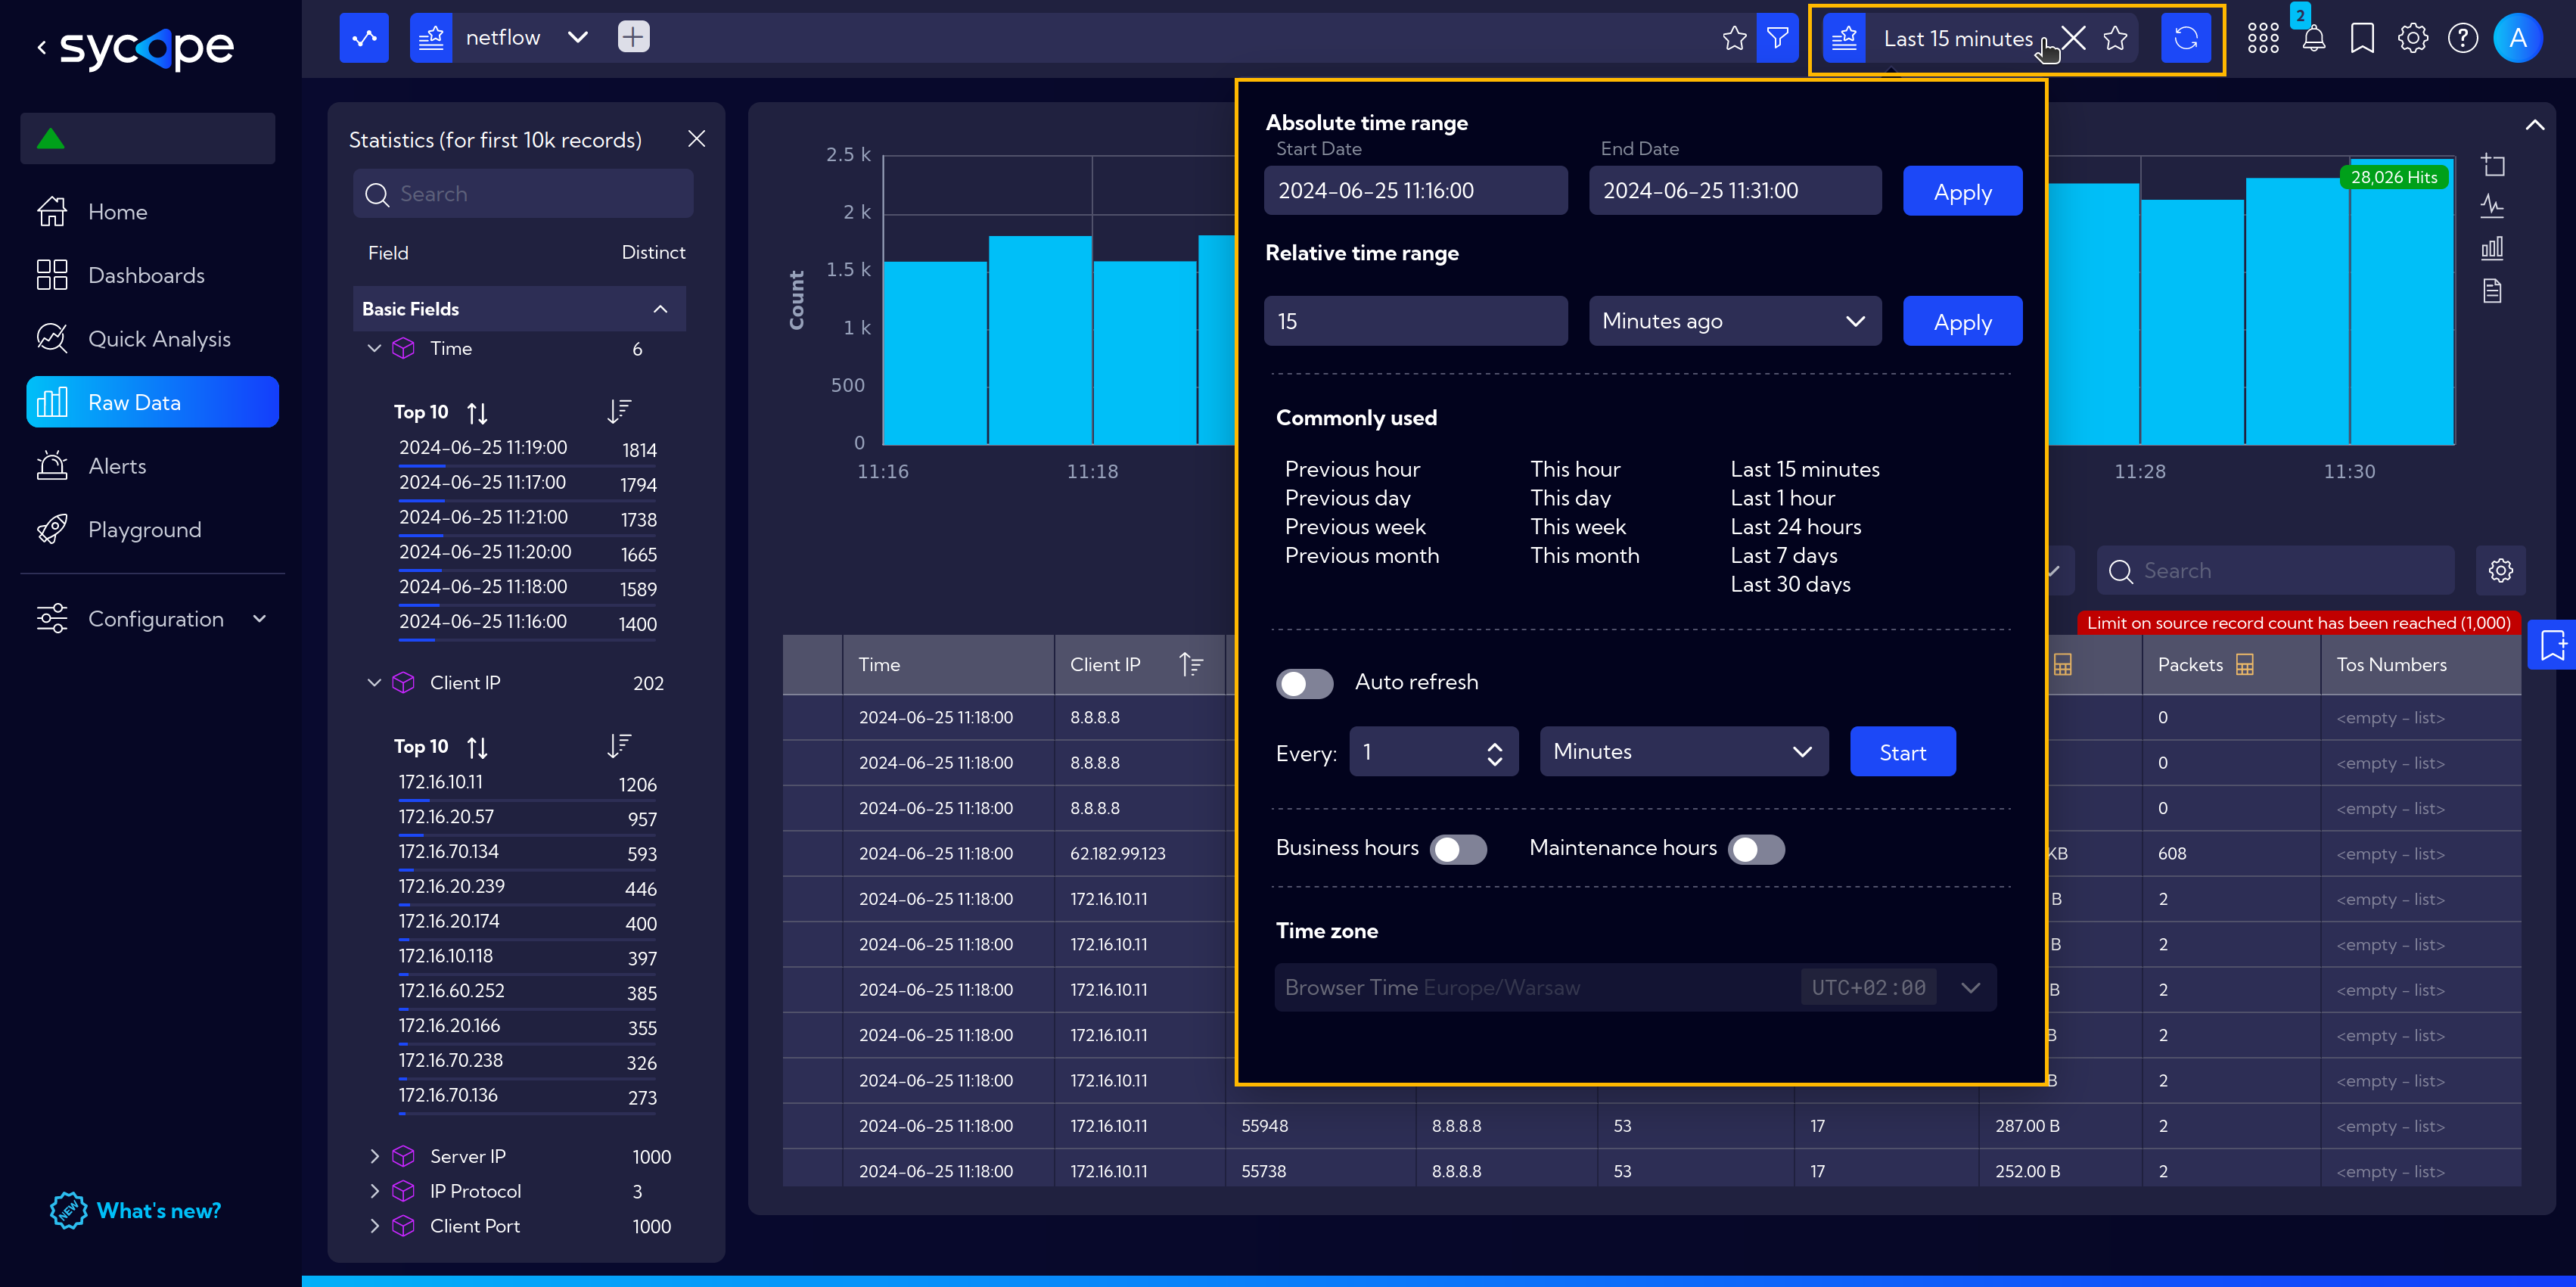 sycope
netflow
Last 15 minutes
2
A
Home
Dashboards
Quick Analysis
Raw Data
Alerts
Playground
Configuration
NEW What's new?
Statistics (for first 10k records)
Search
Field Distinct
Basic Fields
Time 6
Top 10
2024-06-25 11:19:00 1814
2024-06-25 11:17:00 1794
2024-06-25 11:21:00 1738
2024-06-25 11:20:00 1665
2024-06-25 11:18:00 1589
2024-06-25 11:16:00 1400
Client IP 202
Top 10
172.16.10.11 1206
172.16.20.57 957
172.16.70.134 593
172.16.20.239 446
172.16.20.174 400
172.16.10.118 397
172.16.60.252 385
172.16.20.166 355
172.16.70.238 326
172.16.70.136 273
Server IP 1000
IP Protocol 3
Client Port 1000
Count
2.5 k
2 k
1.5 k
1 k
500
0
11:16 11:18 11:28 11:30
28,026 Hits
Absolute time range
Start Date End Date
2024-06-25 11:16:00 2024-06-25 11:31:00 Apply
Relative time range
15 Minutes ago Apply
Commonly used
Previous hour This hour Last 15 minutes
Previous day This day Last 1 hour
Previous week This week Last 24 hours
Previous month This month Last 7 days
Last 30 days
Auto refresh
Every: 1 Minutes Start
Business hours Maintenance hours
Time zone
Browser Time Europe/Warsaw UTC+02:00
Search
Limit on source record count has been reached (1,000)
Time Client IP Packets Tos Numbers
2024-06-25 11:18:00 8.8.8.8 0 <empty - list>
2024-06-25 11:18:00 8.8.8.8 0 <empty - list>
2024-06-25 11:18:00 8.8.8.8 0 <empty - list>
2024-06-25 11:18:00 62.182.99.123 KB 608 <empty - list>
2024-06-25 11:18:00 172.16.10.11 B 2 <empty - list>
2024-06-25 11:18:00 172.16.10.11 B 2 <empty - list>
2024-06-25 11:18:00 172.16.10.11 B 2 <empty - list>
2024-06-25 11:18:00 172.16.10.11 B 2 <empty - list>
2024-06-25 11:18:00 172.16.10.11 B 2 <empty - list>
2024-06-25 11:18:00 172.16.10.11 55948 8.8.8.8 53 17 287.00 B 2 <empty - list>
2024-06-25 11:18:00 172.16.10.11 55738 8.8.8.8 53 17 252.00 B 2 <empty - list>